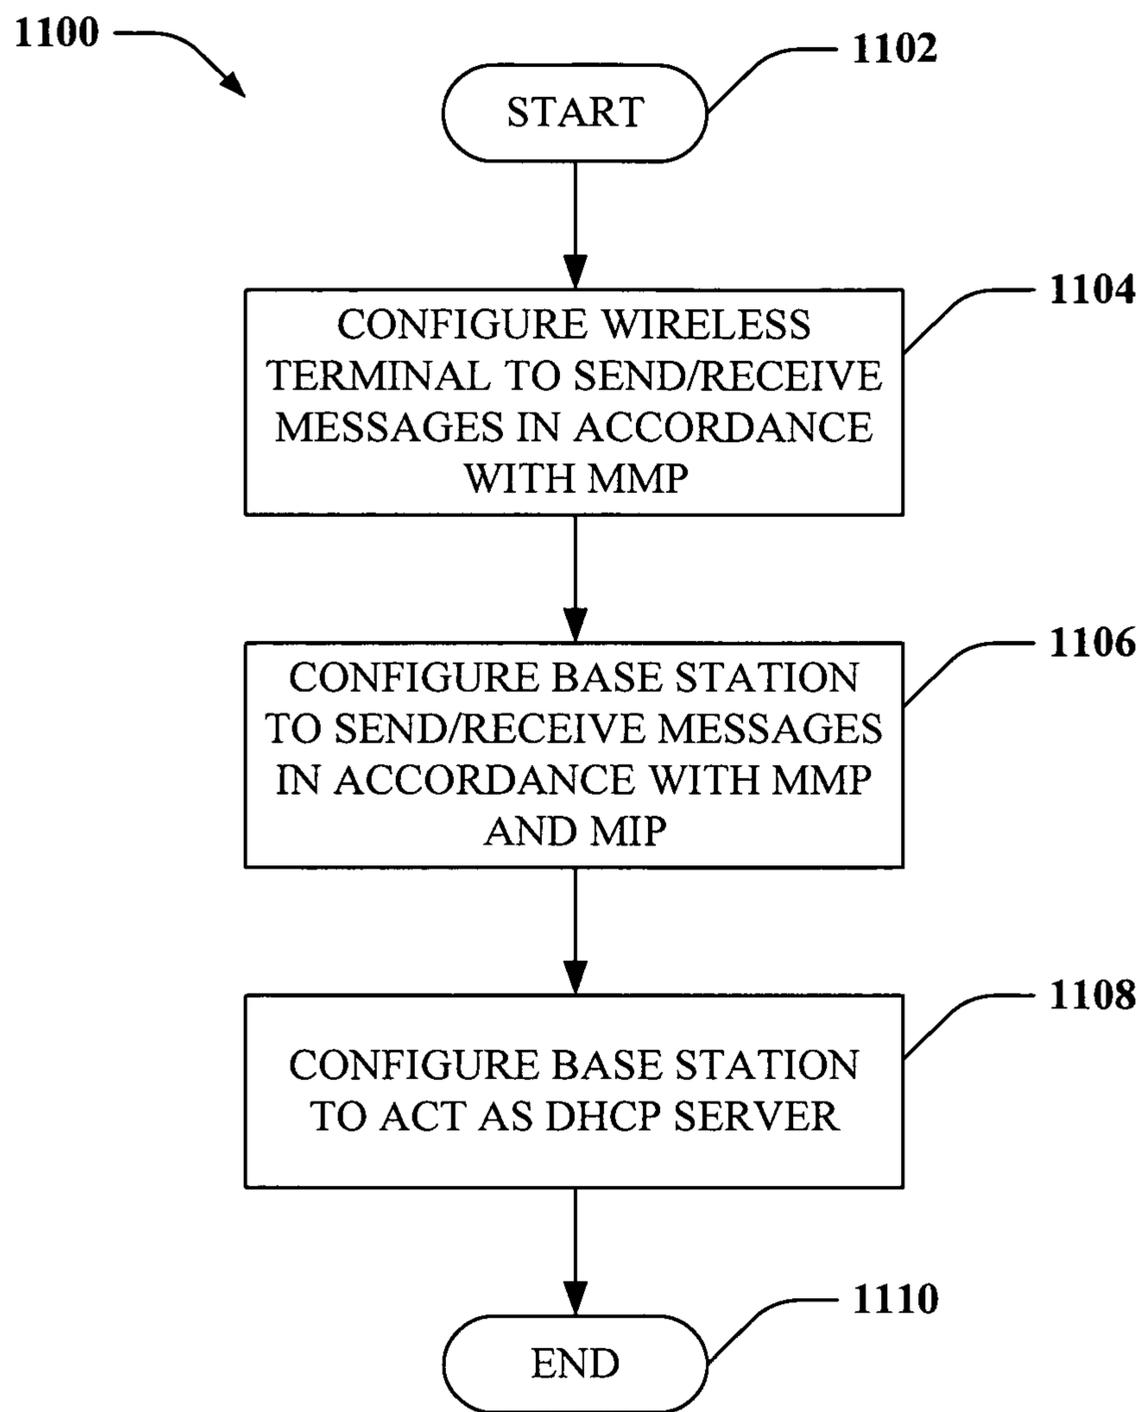 1100
1102
START
1104
CONFIGURE WIRELESS
TERMINAL TO SEND/RECEIVE
MESSAGES IN ACCORDANCE
WITH MMP
1106
CONFIGURE BASE STATION
TO SEND/RECEIVE MESSAGES
IN ACCORDANCE WITH MMP
AND MIP
1108
CONFIGURE BASE STATION
TO ACT AS DHCP SERVER
1110
END